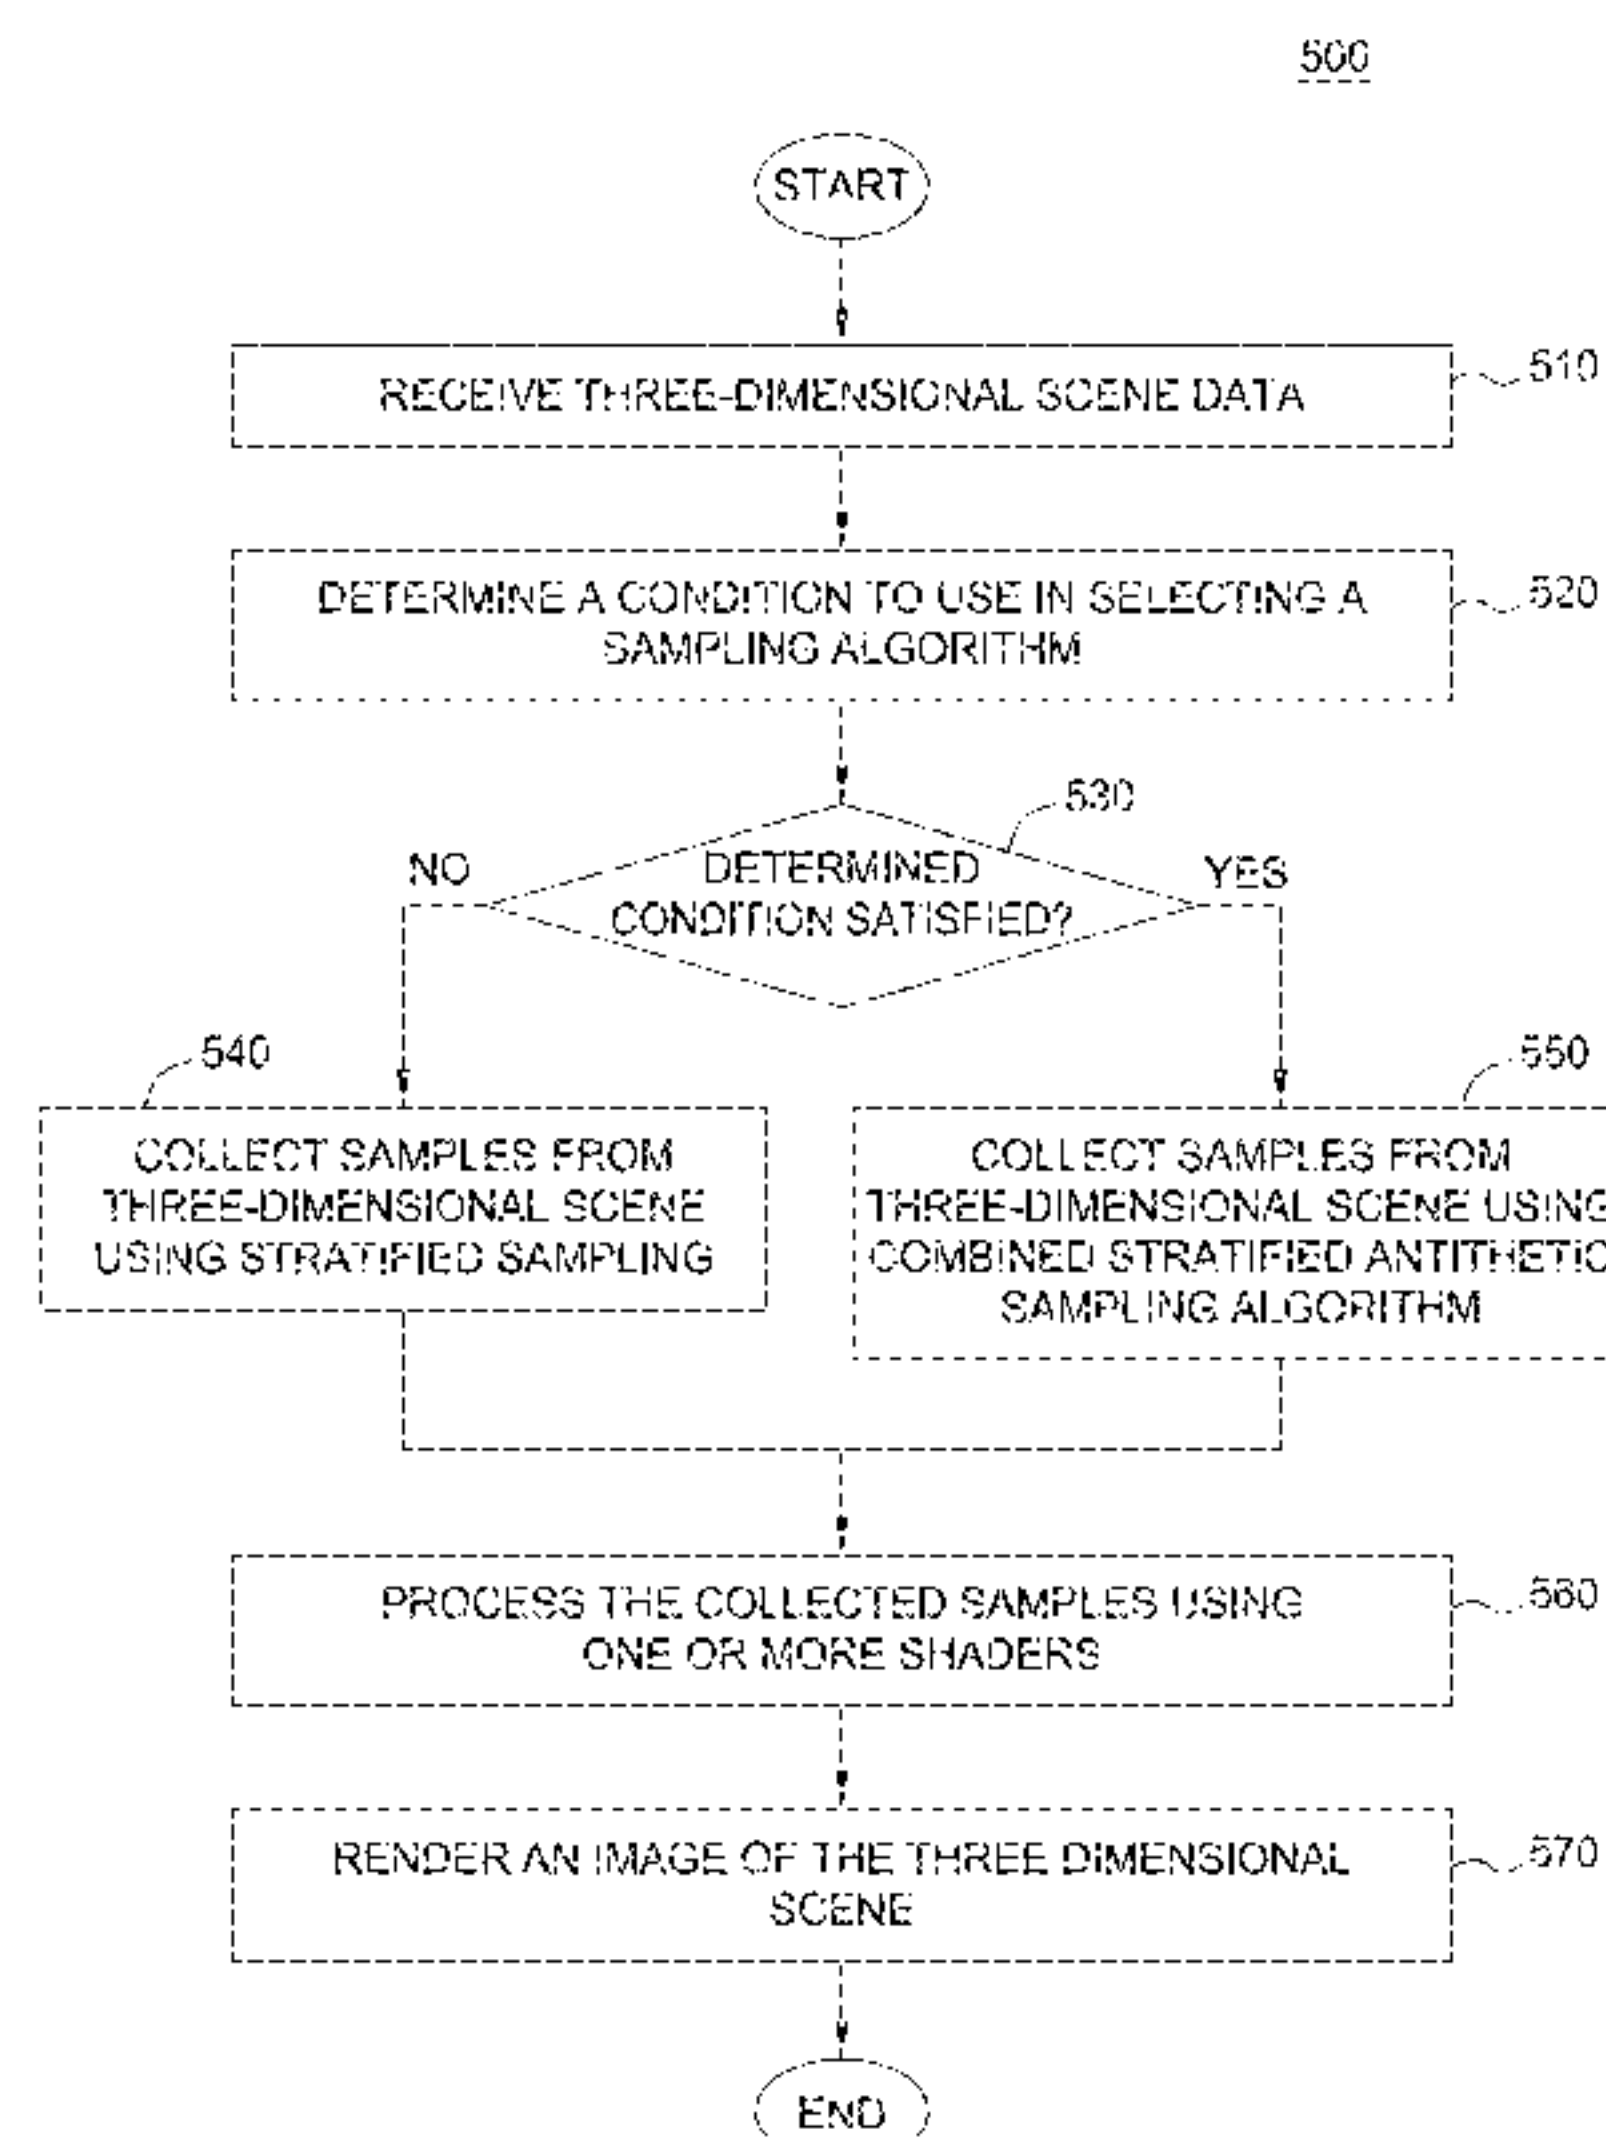 500
START
RECEIVE THREE-DIMENSIONAL SCENE DATA
510
DETERMINE A CONDITION TO USE IN SELECTING A
SAMPLING ALGORITHM
520
530
NO
DETERMINED
CONDITION SATISFIED?
YES
540
COLLECT SAMPLES FROM
THREE-DIMENSIONAL SCENE
USING STRATIFIED SAMPLING
550
COLLECT SAMPLES FROM
THREE-DIMENSIONAL SCENE USING
COMBINED STRATIFIED ANTITHETIC
SAMPLING ALGORITHM
PROCESS THE COLLECTED SAMPLES USING
ONE OR MORE SHADERS
560
RENDER AN IMAGE OF THE THREE DIMENSIONAL
SCENE
570
END